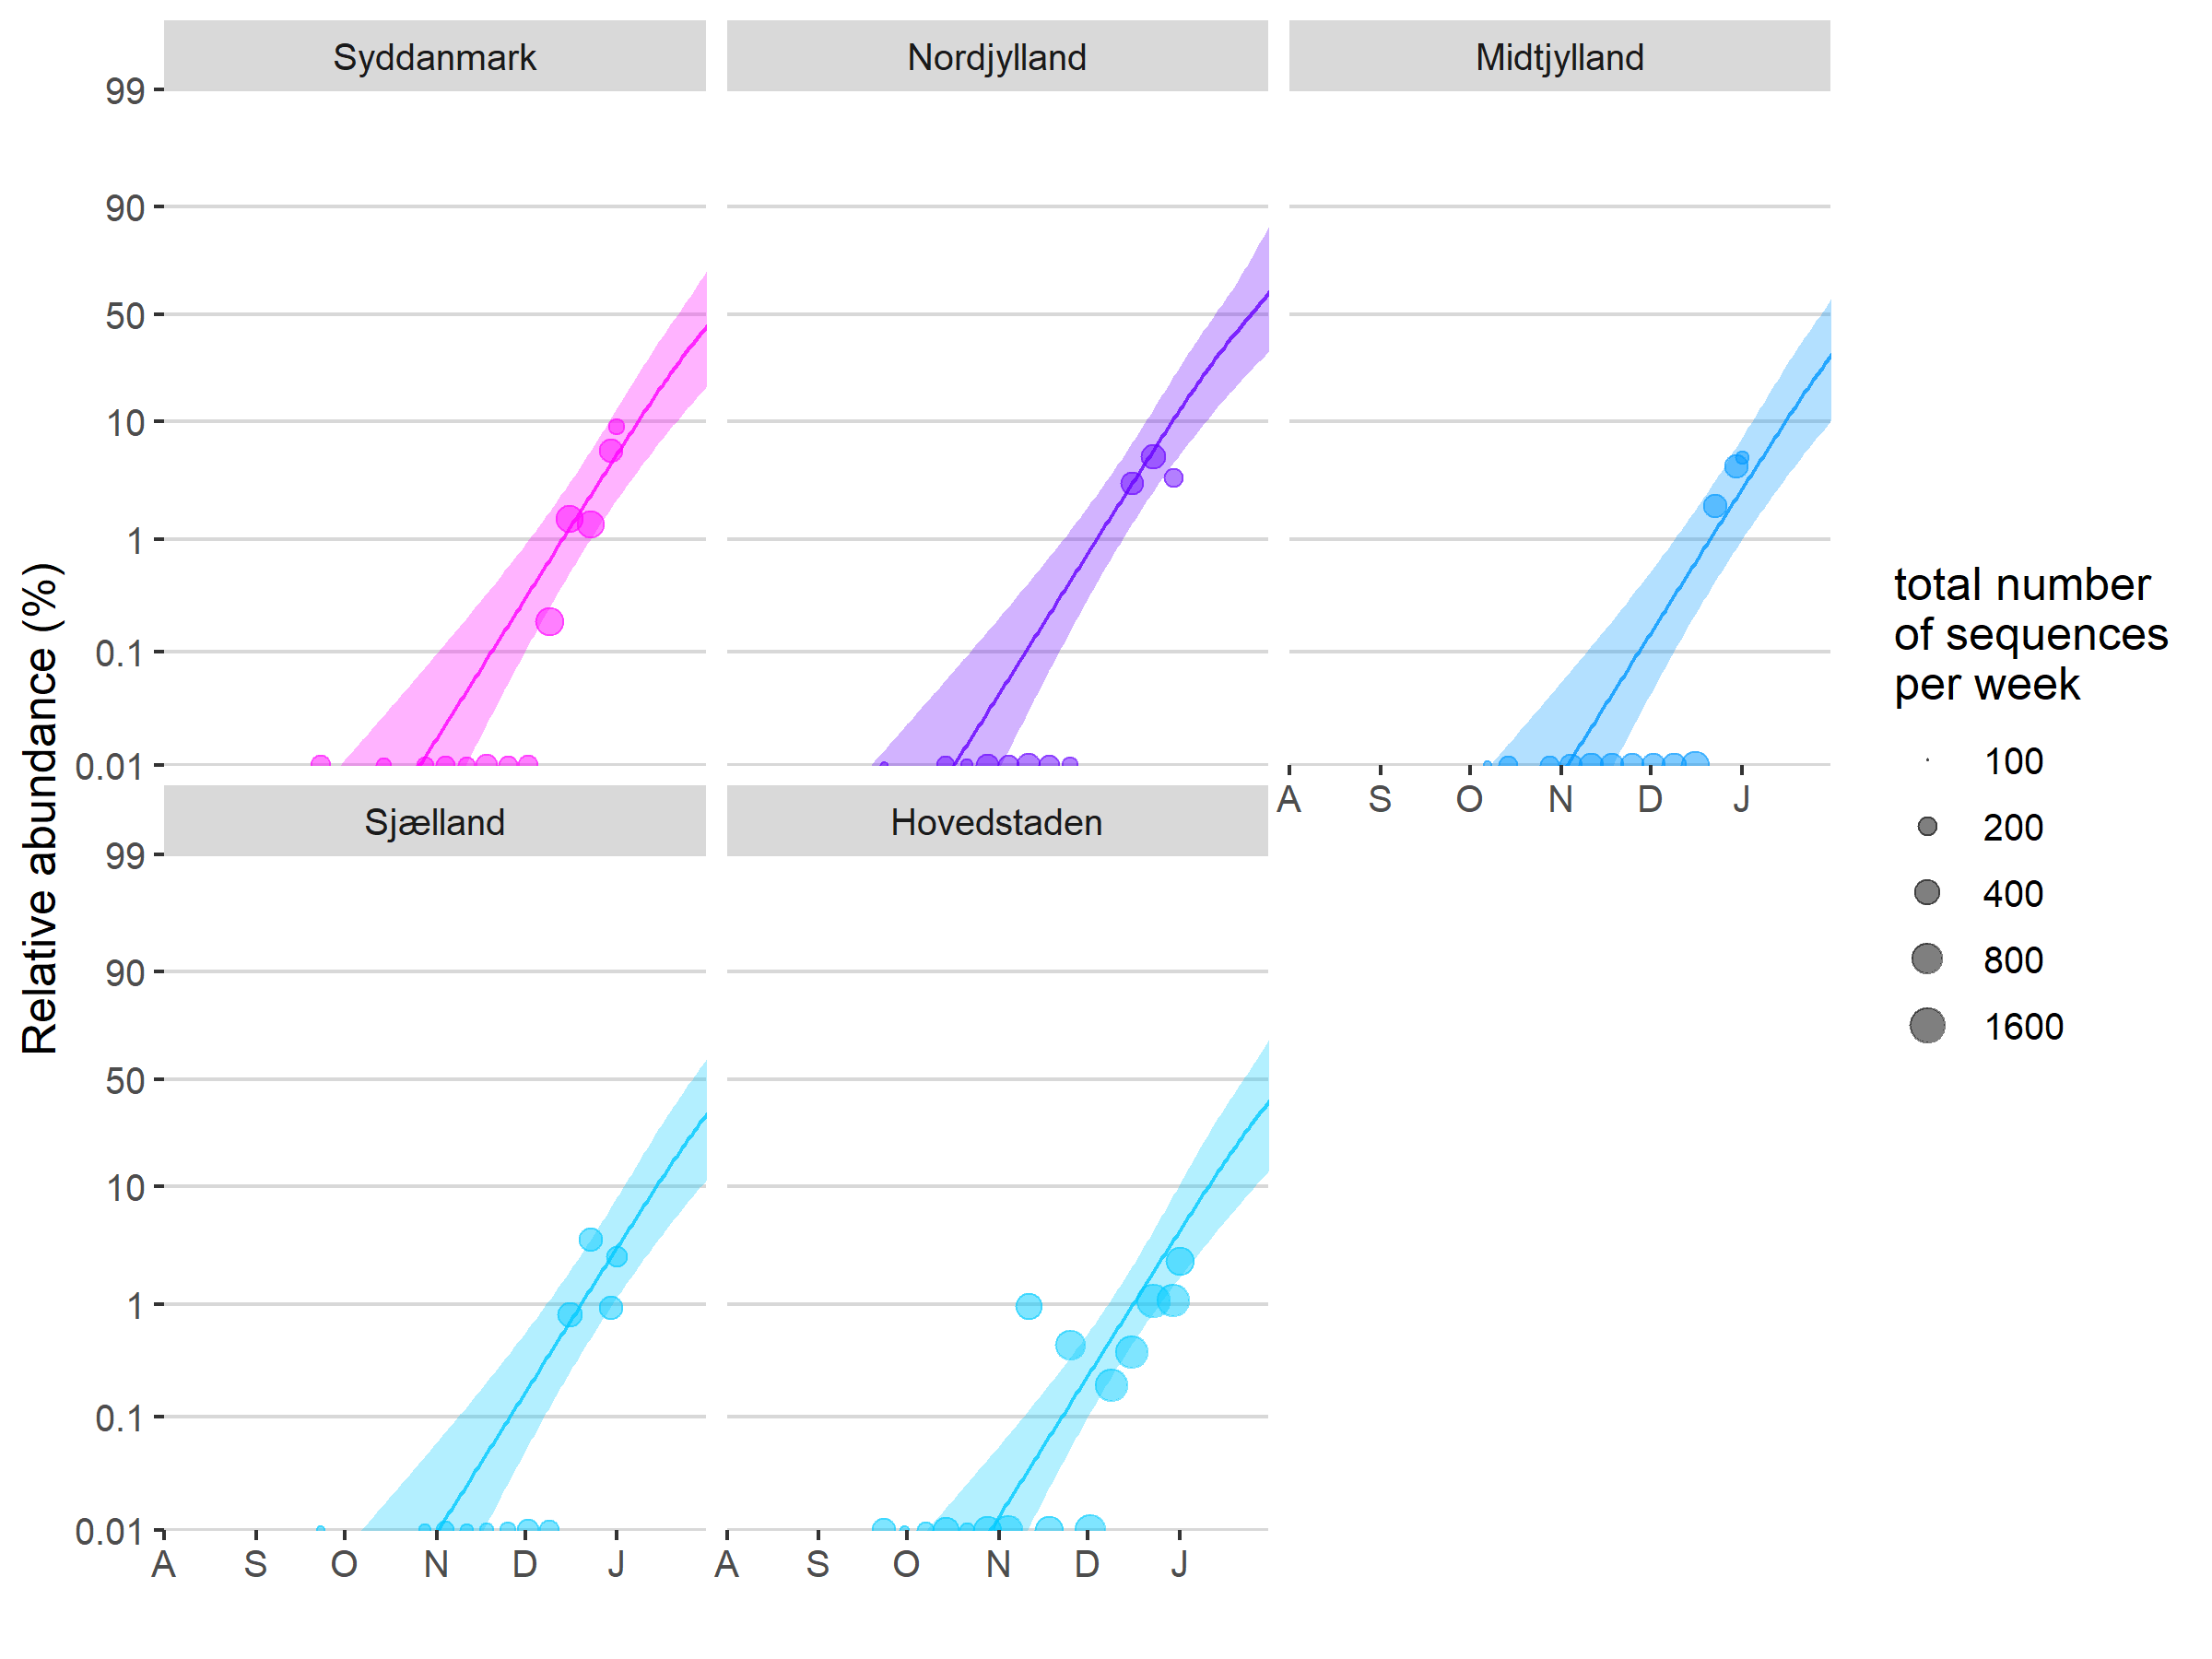 Syddanmark
Nordjylland
Midtjylland
99
90
50
10
1
0.1
0.01
A S O N D J
Sjælland
Hovedstaden
99
90
50
10
1
0.1
0.01
A S O N D J
A S O N D J
Relative abundance (%)
total number
of sequences
per week
100
200
400
800
1600